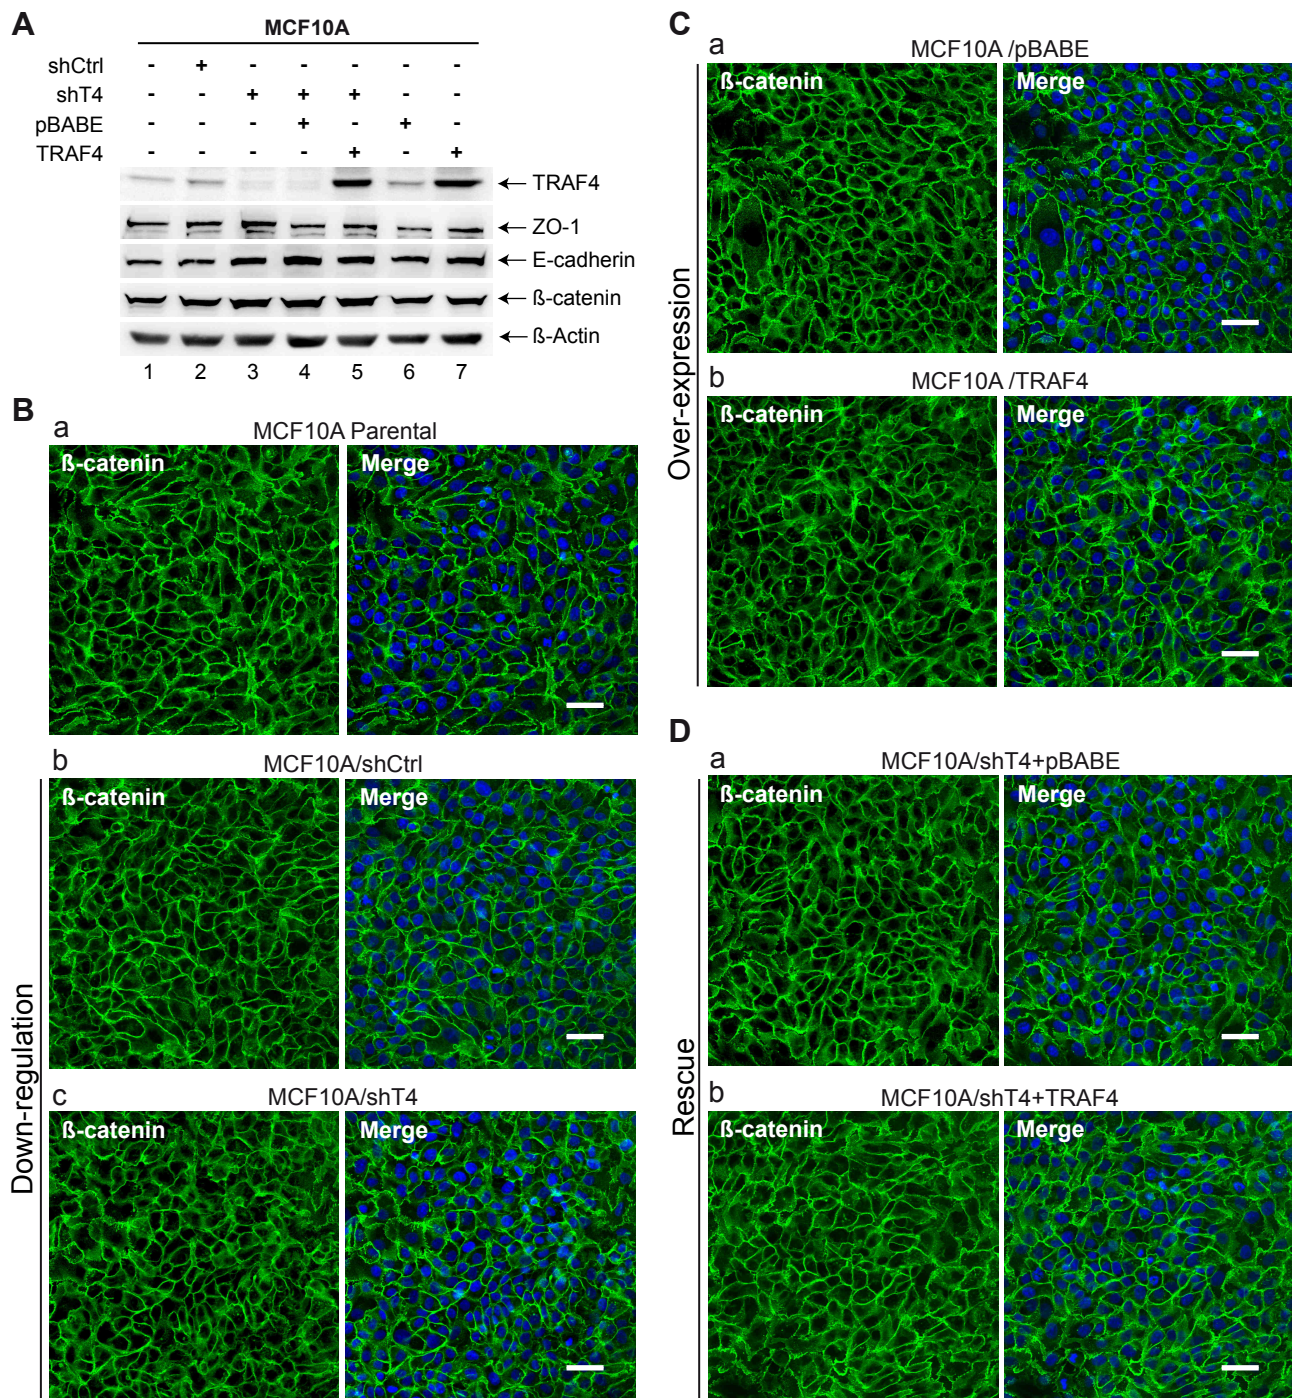 A
MCF10A
shCtrl - + - - - - -
shT4 - - + + + - -
pBABE - - - + - + -
TRAF4 - - - - + - +
TRAF4
ZO-1
E-cadherin
ß-catenin
ß-Actin
1 2 3 4 5 6 7
B
a
MCF10A Parental
ß-catenin
Merge
Down-regulation
b
MCF10A/shCtrl
ß-catenin
Merge
c
MCF10A/shT4
ß-catenin
Merge
C
Over-expression
a
MCF10A /pBABE
ß-catenin
Merge
b
MCF10A /TRAF4
ß-catenin
Merge
D
Rescue
a
MCF10A/shT4+pBABE
ß-catenin
Merge
b
MCF10A/shT4+TRAF4
ß-catenin
Merge